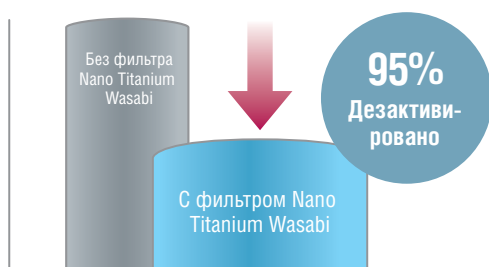 Без фильтра
Nano Titanium
Wasabi
95%
Дезактиви-
ровано
С фильтром Nano
Titanium Wasabi